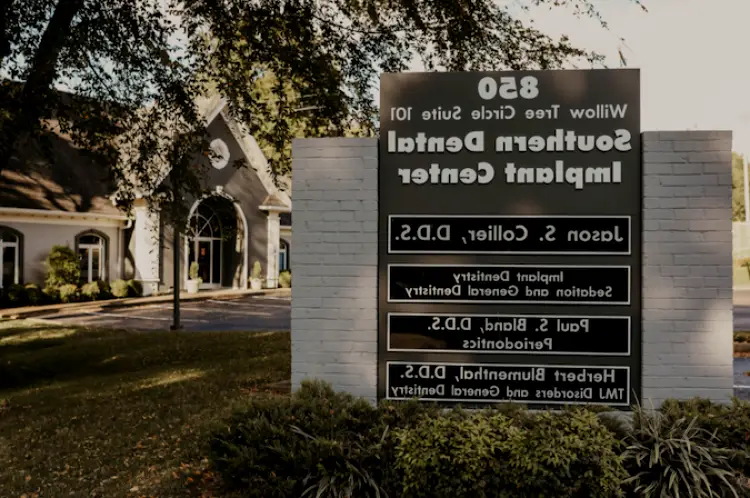 850
Willow Tree Circle Suite 101
Southern Dental
Implant Center
Jason S. Collier, D.D.S.
Implant Dentistry
Sedation and General Dentistry
Paul S. Bland, D.D.S.
Periodontics
Herbert Blumenthal, D.D.S.
TMJ Disorders and General Dentistry